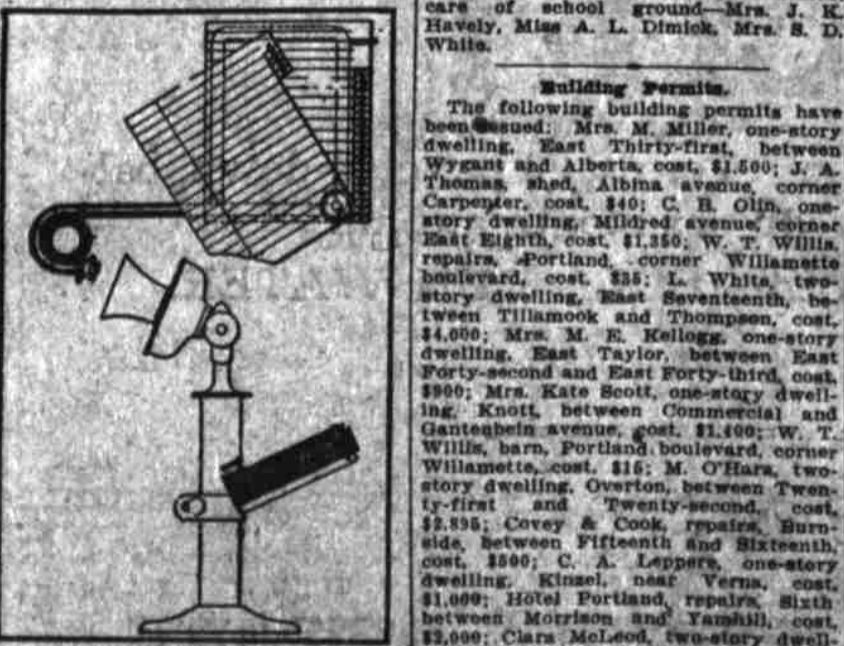 care of school ground—Mrs. J. K.
Havely, Miss A. L. Dimick, Mrs. S. D.
White.
Building Permits.
The following building permits have
been issued: Mrs. M. Miller, one-story
dwelling, East Thirty-first, between
Wygant and Alberta, cost, $1,500; J. A.
Thomas, shed, Albina avenue, corner
Carpenter, cost, $40; C. B. Olin, one-
story dwelling, Mildred avenue, corner
East Eighth, cost, $1,350; W. T. Willis,
repairs, Portland, corner Willamette
boulevard, cost, $35; L. White, two-
story dwelling, East Seventeenth, be-
tween Tillamook and Thompson, cost,
$4,000; Mrs. M. E. Kellogg, one-story
dwelling, East Taylor, between East
Forty-second and East Forty-third, cost,
$900; Mrs. Kate Scott, one-story dwell-
ing, Knott, between Commercial and
Gantenbein avenue, cost, $1,400; W. T.
Willis, barn, Portland boulevard, corner
Willamette, cost, $15; M. O'Hara, two-
story dwelling, Overton, between Twen-
ty-first and Twenty-second, cost,
$2,895; Covey & Cook, repairs, Burn-
side, between Fifteenth and Sixteenth,
cost, $500; C. A. Leppere, one-story
dwelling, Kinzel, near Verna, cost,
$1,000; Hotel Portland, repairs, Sixth
between Morrison and Yamhill, cost,
$2,000; Clara McLeod, two-story dwell-